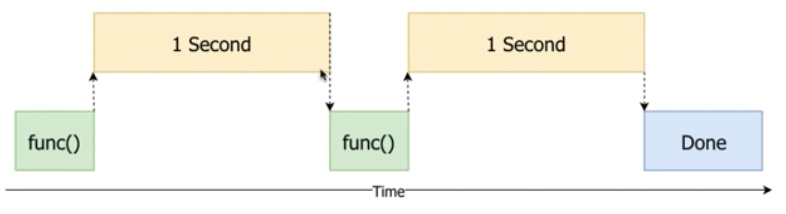 1 Second
1 Second
func()
func()
Done
Time